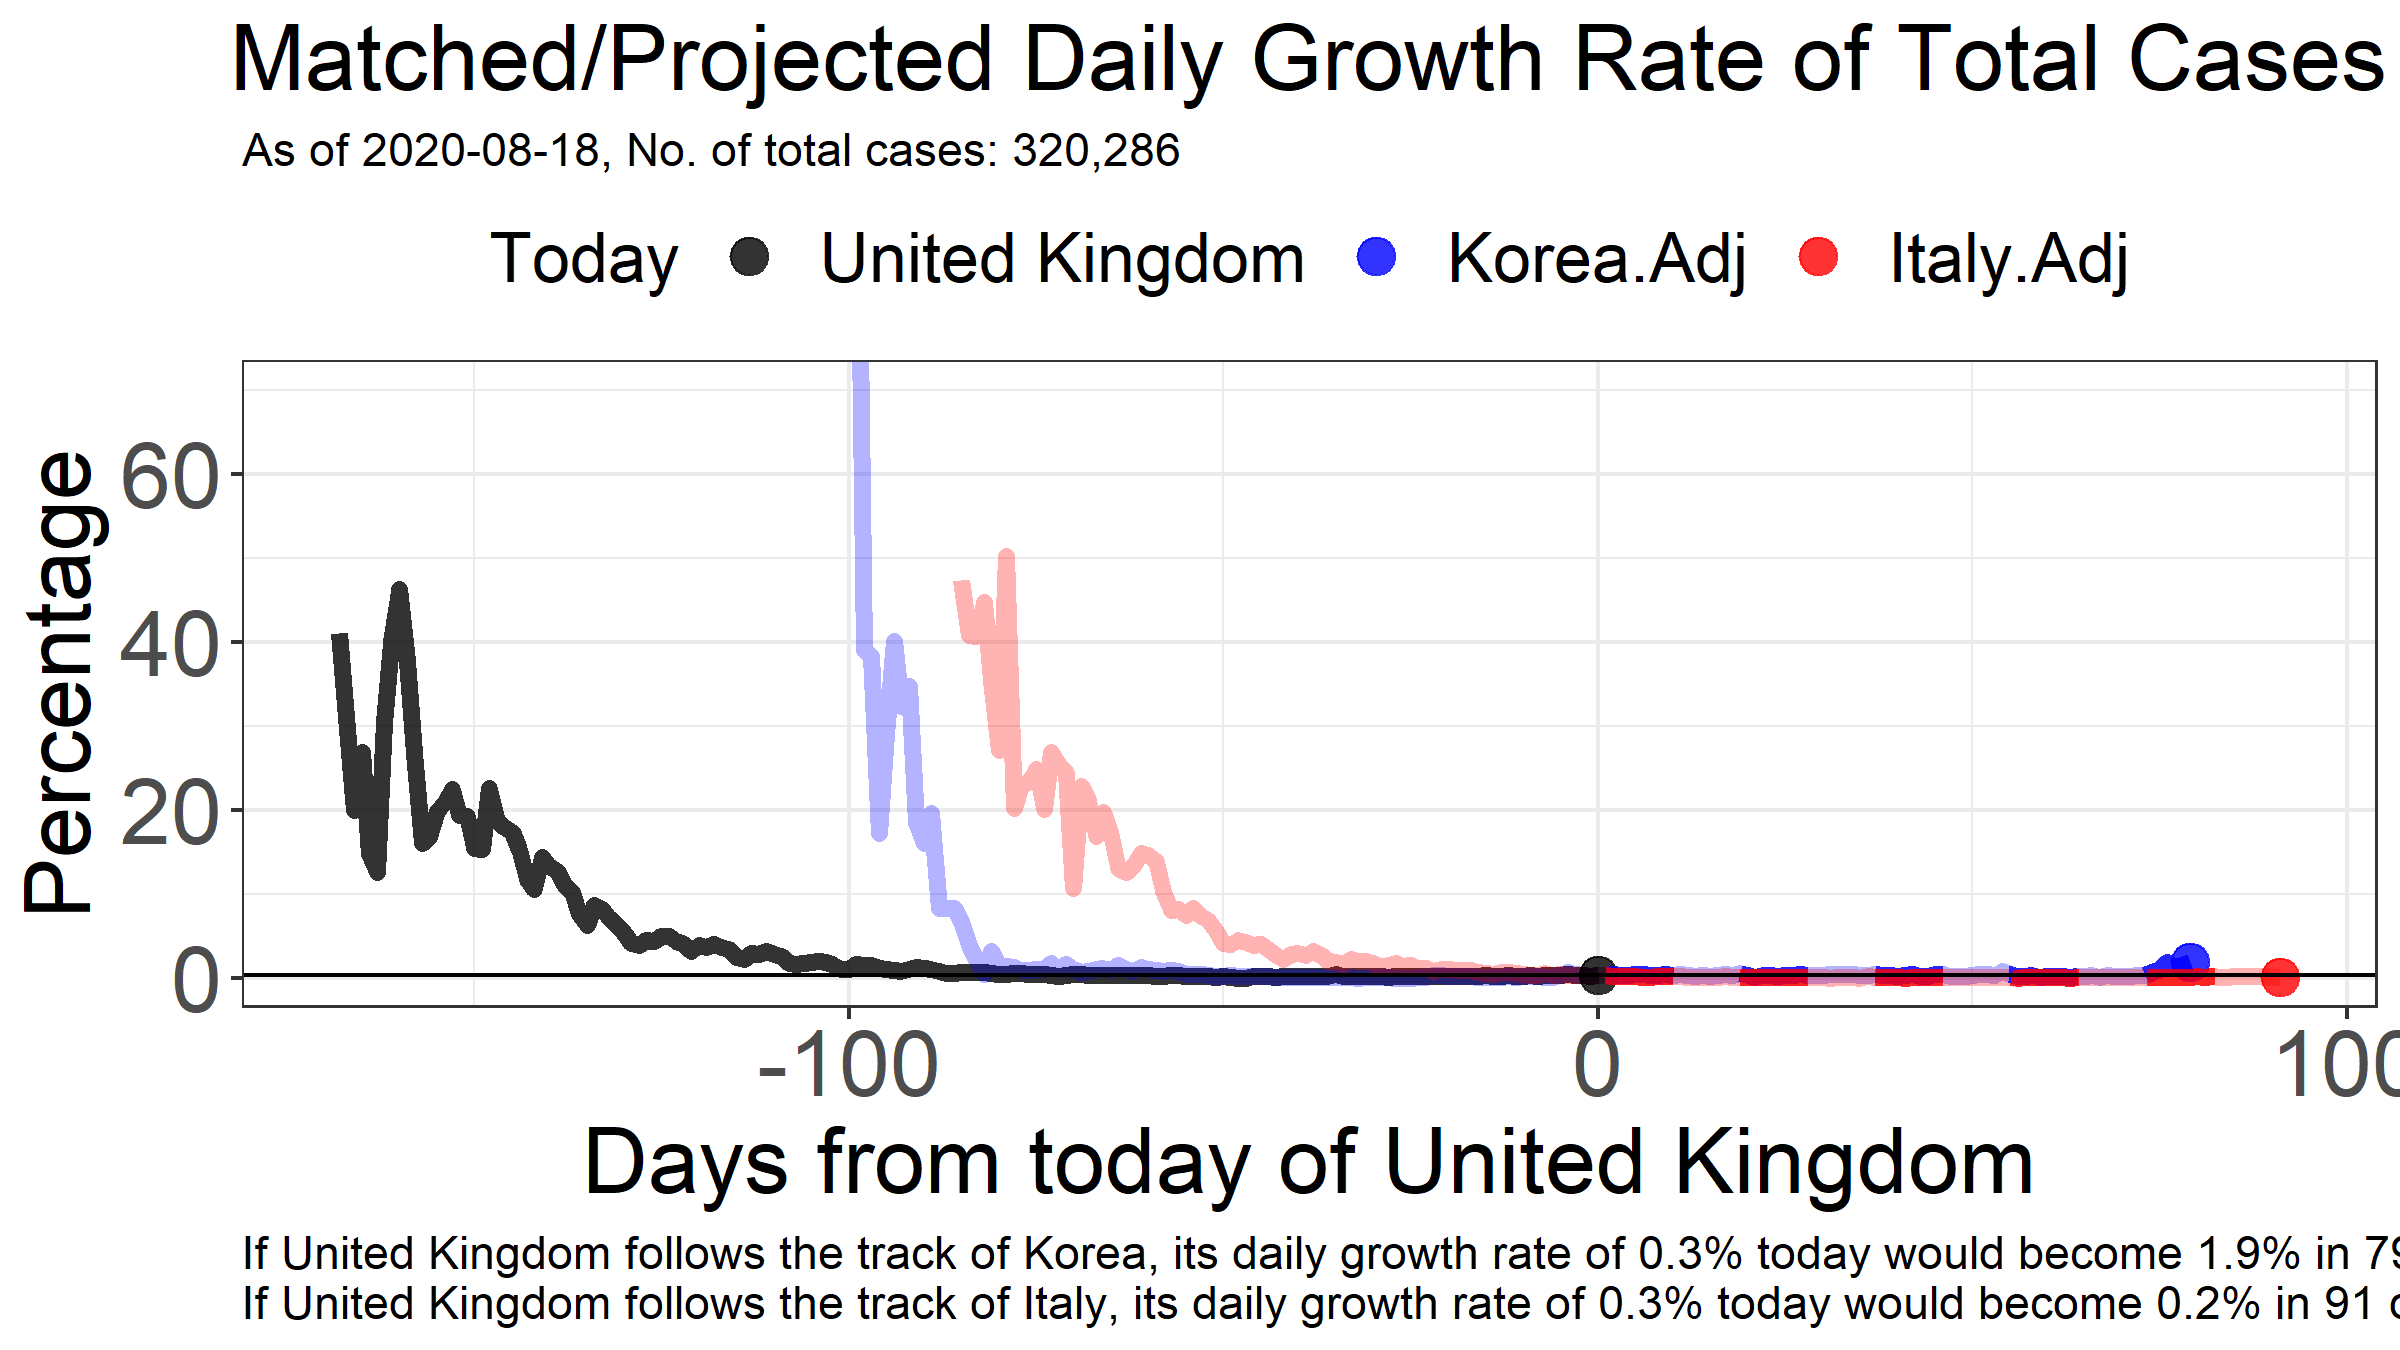 Matched/Projected Daily Growth Rate of Total Cases
As of 2020-08-18, No. of total cases: 320,286
Today United Kingdom Korea.Adj Italy.Adj
Percentage
60
40
20
0
-100 0 100
Days from today of United Kingdom
If United Kingdom follows the track of Korea, its daily growth rate of 0.3% today would become 1.9% in 79
If United Kingdom follows the track of Italy, its daily growth rate of 0.3% today would become 0.2% in 91